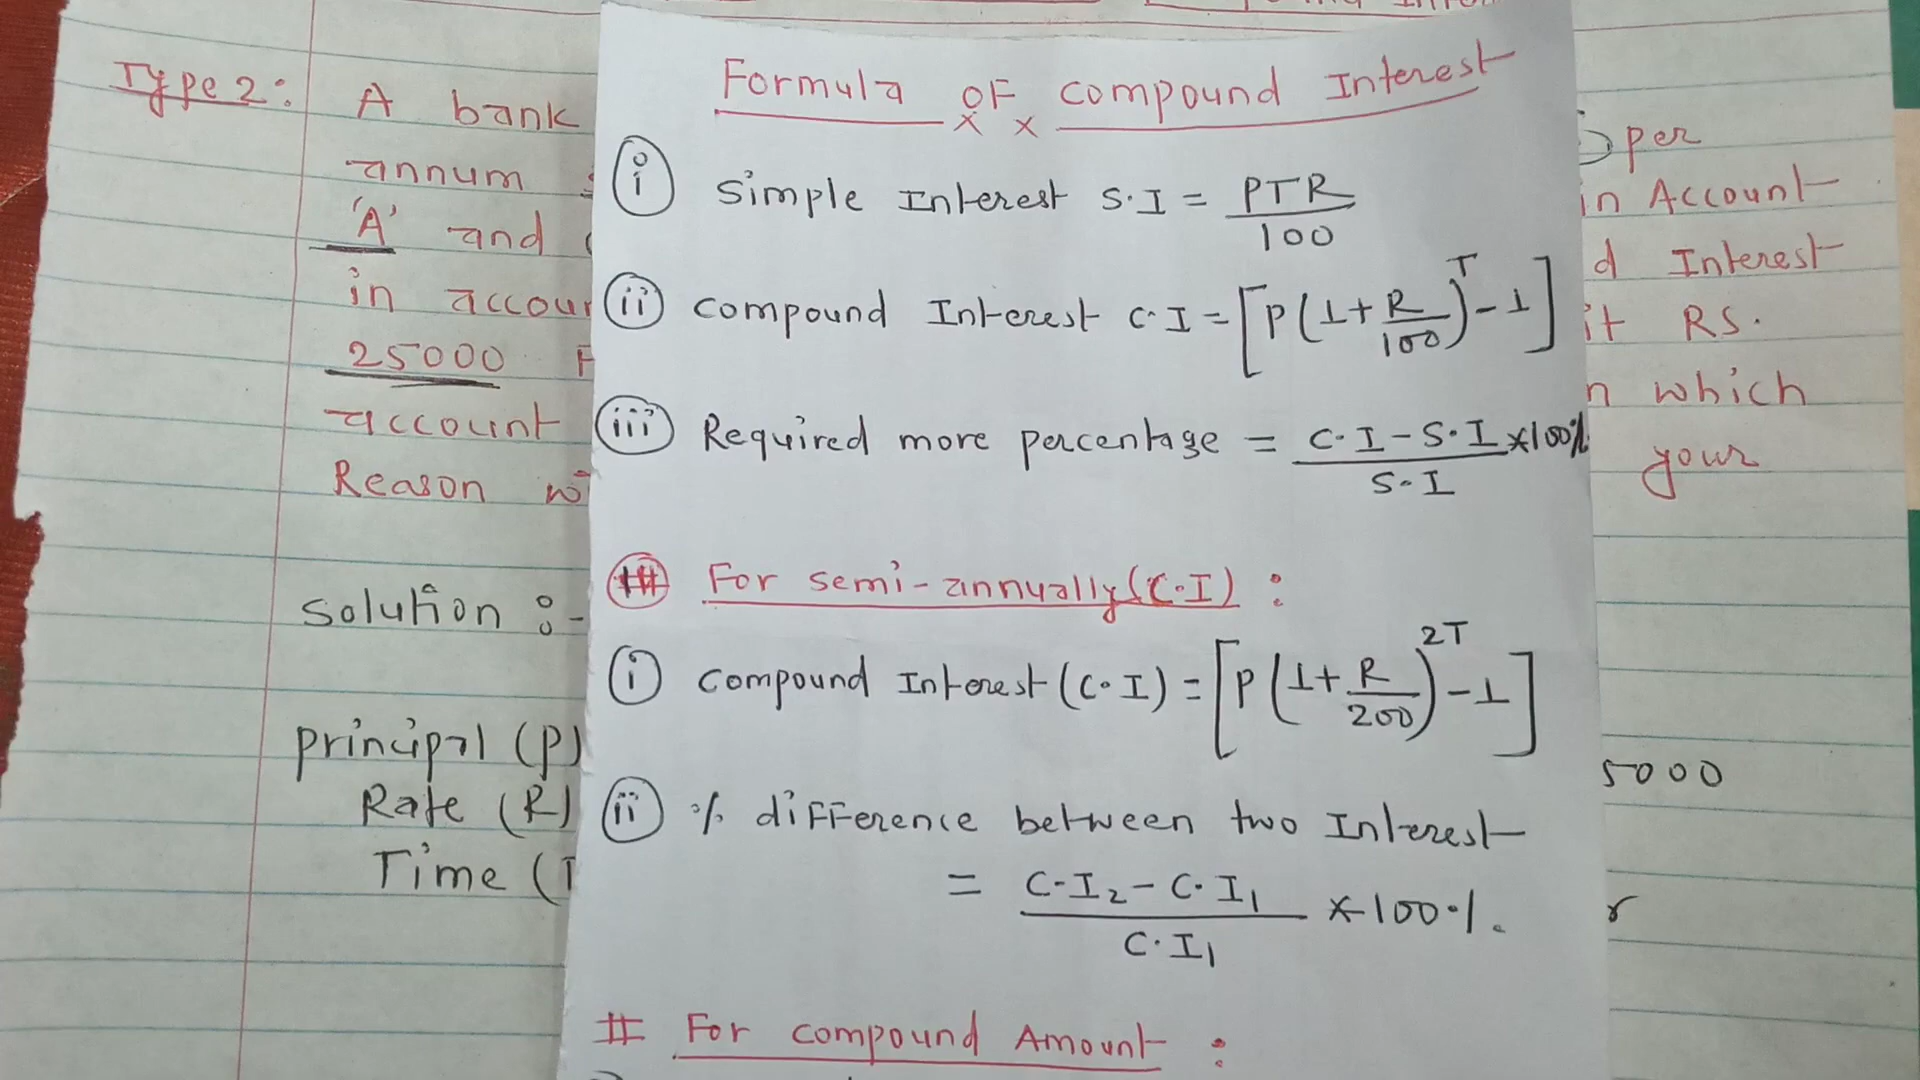 Formula OF compound Interest
i Simple Interest S.I = PTR/100
ii compound Interest C.I = [P(1+R/100)^T-1]
iii Required more percentage = C.I-S.I/S.I ×100%
# For semi-annually(C.I) :
i compound Interest (C.I) = [P(1+R/200)^2T-1]
ii % difference between two Interest
= C.I2-C.I1/C.I1 ×100%.
# For compound Amount :
Type 2: A bank
annum
'A' and
in
25000
account
Reason
solution :-
principal (P)
Rate (R)
Time (
per
in Account
d Interest
it RS.
n which
your
5000
r